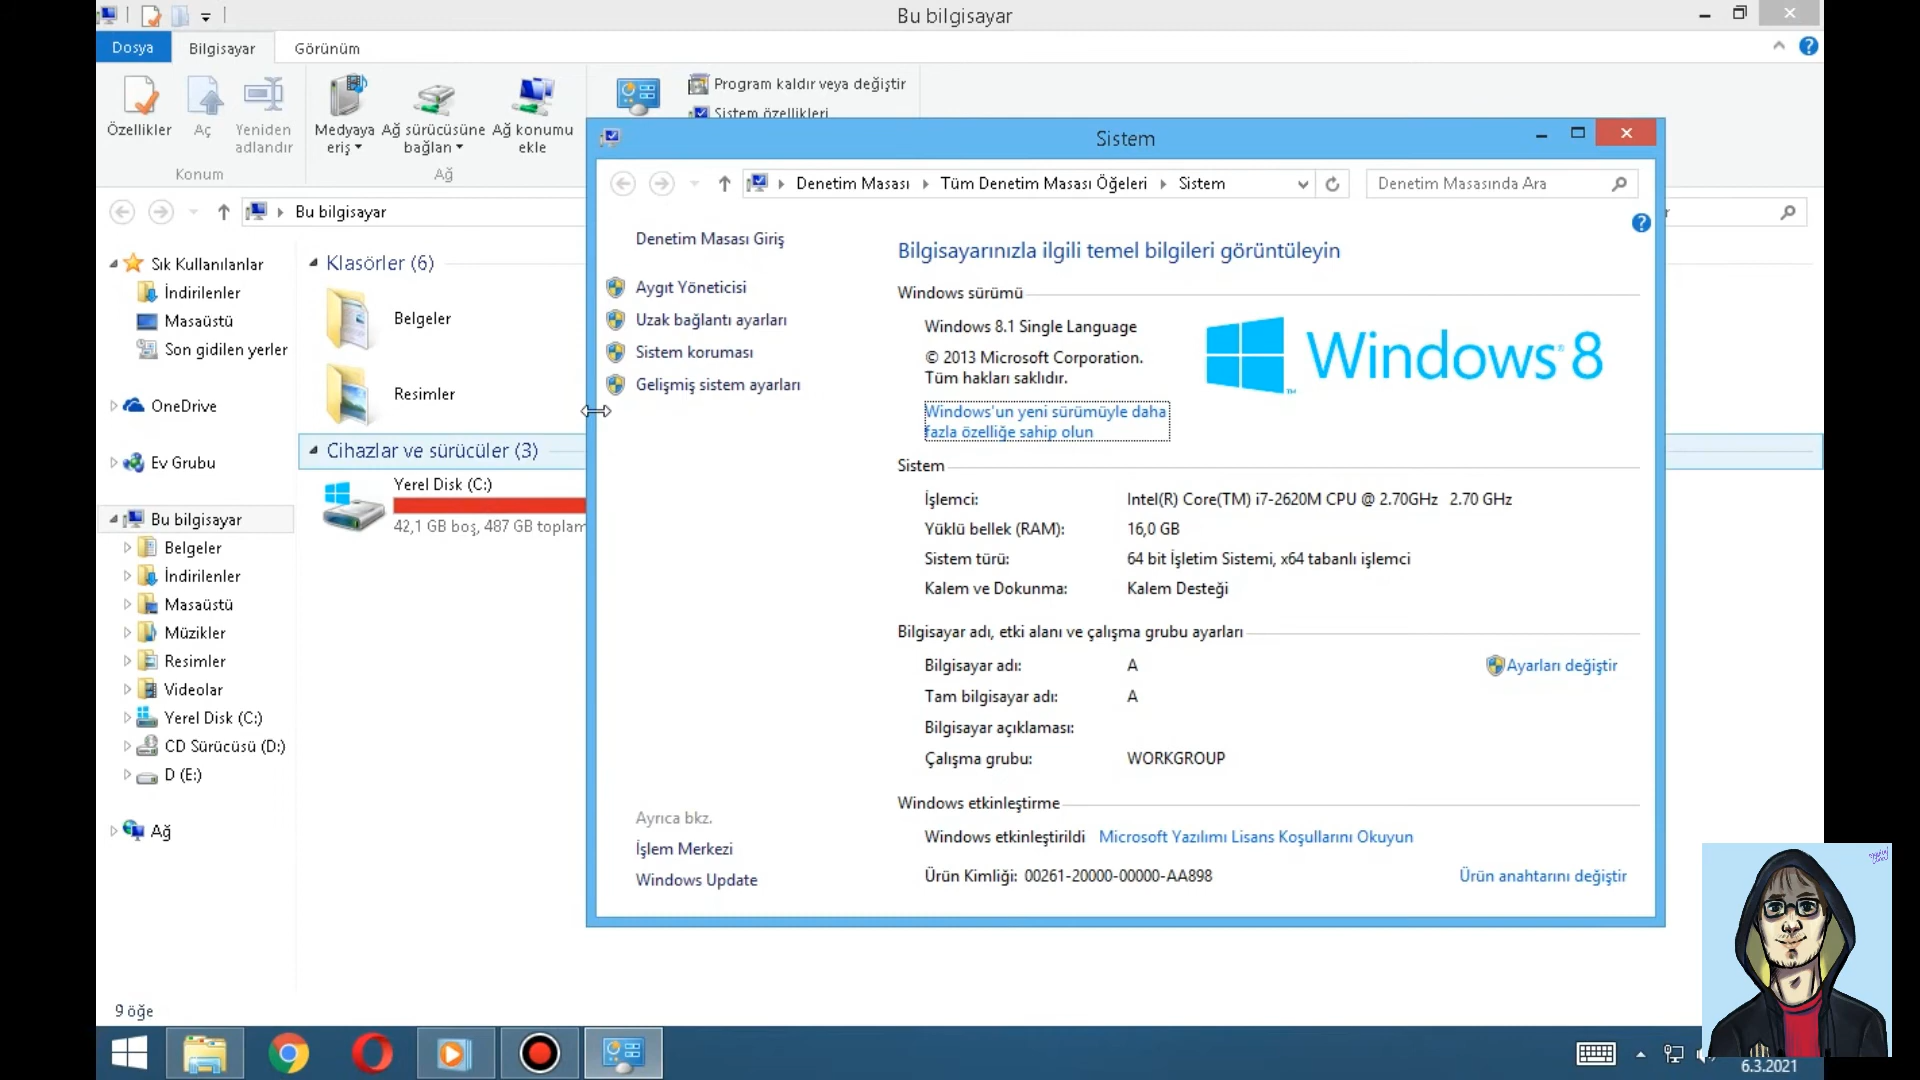 Bu bilgisayar
Dosya
Bilgisayar
Görünüm
Özellikler
Aç
Yeniden
adlandır
Medyaya
eriş
Ağ sürücüsüne
bağlan
Ağ konumu
ekle
Program kaldır veya değiştir
Sistem özellikleri
Konum
Ağ
Bu bilgisayar
Sık Kullanılanlar
İndirilenler
Masaüstü
Son gidilen yerler
OneDrive
Ev Grubu
Bu bilgisayar
Belgeler
İndirilenler
Masaüstü
Müzikler
Resimler
Videolar
Yerel Disk (C:)
CD Sürücüsü (D:)
D (E:)
Ağ
9 öğe
Klasörler (6)
Belgeler
Resimler
Cihazlar ve sürücüler (3)
Yerel Disk (C:)
42,1 GB boş, 487 GB toplam
Sistem
Denetim Masası
Tüm Denetim Masası Öğeleri
Sistem
Denetim Masasında Ara
Denetim Masası Giriş
Aygıt Yöneticisi
Uzak bağlantı ayarları
Sistem koruması
Gelişmiş sistem ayarları
Ayrıca bkz.
İşlem Merkezi
Windows Update
Bilgisayarınızla ilgili temel bilgileri görüntüleyin
Windows sürümü
Windows 8.1 Single Language
© 2013 Microsoft Corporation.
Tüm hakları saklıdır.
Windows'un yeni sürümüyle daha
fazla özelliğe sahip olun
Windows® 8
Sistem
İşlemci: Intel(R) Core(TM) i7-2620M CPU @ 2.70GHz 2.70 GHz
Yüklü bellek (RAM): 16,0 GB
Sistem türü: 64 bit İşletim Sistemi, x64 tabanlı işlemci
Kalem ve Dokunma: Kalem Desteği
Bilgisayar adı, etki alanı ve çalışma grubu ayarları
Bilgisayar adı: A Ayarları değiştir
Tam bilgisayar adı: A
Bilgisayar açıklaması:
Çalışma grubu: WORKGROUP
Windows etkinleştirme
Windows etkinleştirildi Microsoft Yazılımı Lisans Koşullarını Okuyun
Ürün Kimliği: 00261-20000-00000-AA898 Ürün anahtarını değiştir
6.3.2021